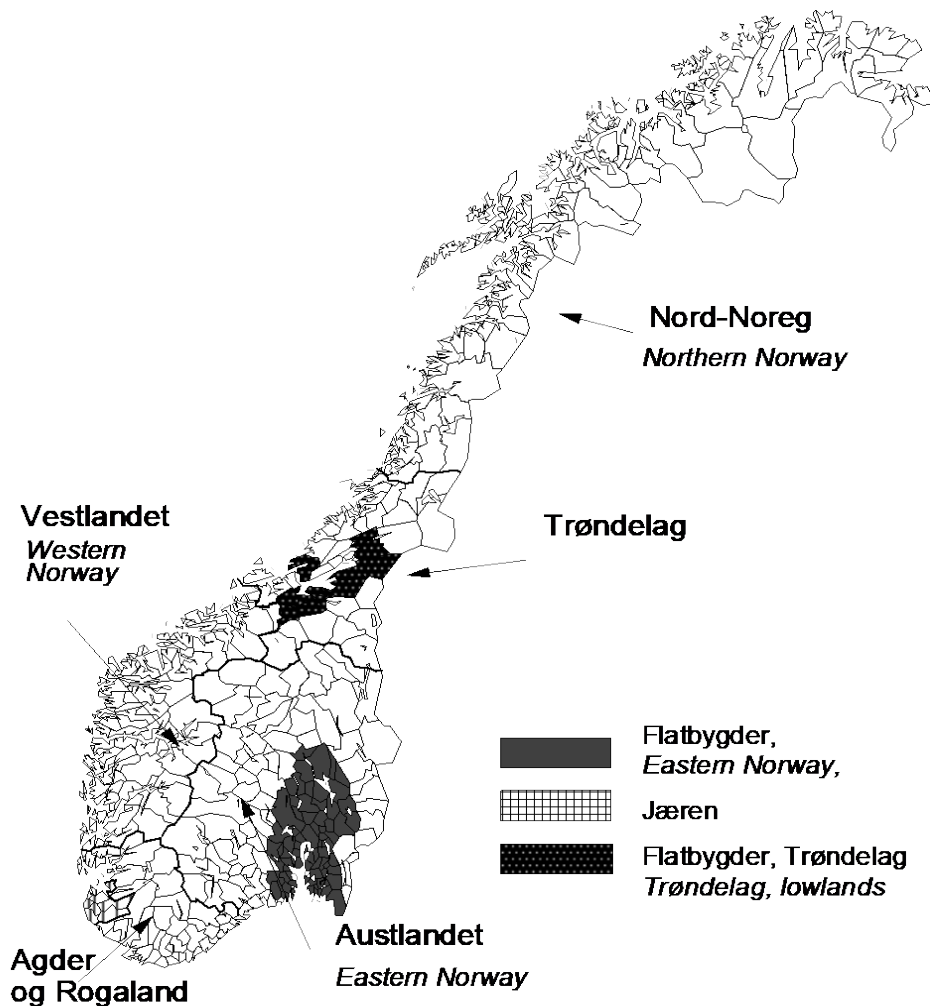 Nord-Noreg
Northern Norway
Vestlandet
Western
Norway
Trøndelag
Flatbygder,
Eastern Norway,
Jæren
Flatbygder, Trøndelag
Trøndelag, lowlands
Austlandet
Eastern Norway
Agder
og Rogaland